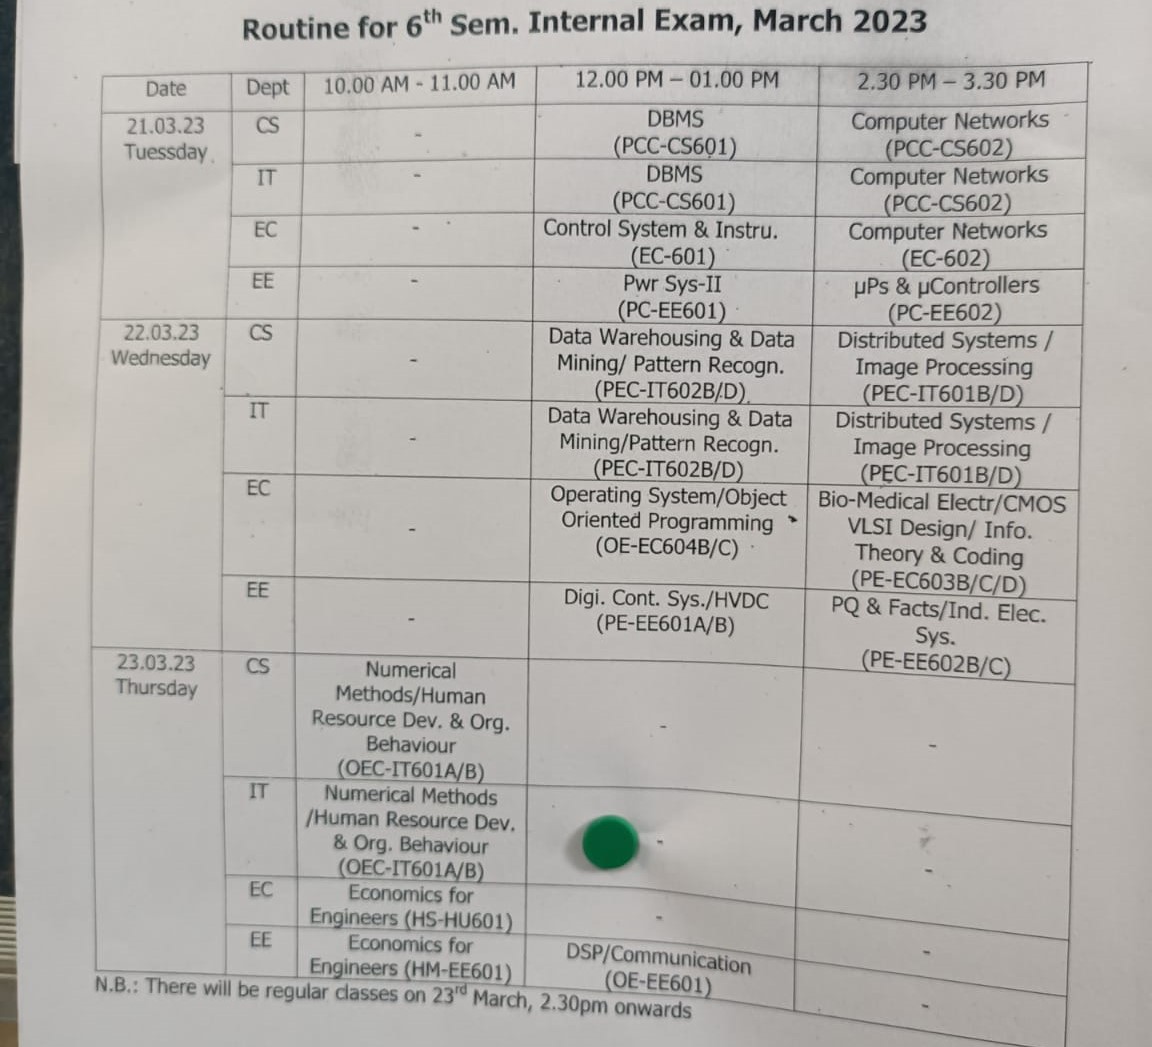 Routine for 6th Sem. Internal Exam, March 2023
Date Dept 10.00 AM - 11.00 AM 12.00 PM – 01.00 PM 2.30 PM – 3.30 PM
21.03.23 CS - DBMS Computer Networks
Tuessday (PCC-CS601) (PCC-CS602)
IT - DBMS Computer Networks
(PCC-CS601) (PCC-CS602)
EC - Control System & Instru. Computer Networks
(EC-601) (EC-602)
EE - Pwr Sys-II µPs & µControllers
(PC-EE601) (PC-EE602)
22.03.23 CS Data Warehousing & Data Distributed Systems /
Wednesday - Mining/ Pattern Recogn. Image Processing
(PEC-IT602B/D) (PEC-IT601B/D)
IT Data Warehousing & Data Distributed Systems /
- Mining/Pattern Recogn. Image Processing
(PEC-IT602B/D) (PEC-IT601B/D)
EC Operating System/Object Bio-Medical Electr/CMOS
- Oriented Programming VLSI Design/ Info.
(OE-EC604B/C) Theory & Coding
(PE-EC603B/C/D)
EE Digi. Cont. Sys./HVDC PQ & Facts/Ind. Elec.
- (PE-EE601A/B) Sys.
(PE-EE602B/C)
23.03.23 CS Numerical
Thursday Methods/Human
Resource Dev. & Org. - -
Behaviour
(OEC-IT601A/B)
IT Numerical Methods
/Human Resource Dev.
& Org. Behaviour - -
(OEC-IT601A/B)
EC Economics for - -
Engineers (HS-HU601)
EE Economics for DSP/Communication -
Engineers (HM-EE601) (OE-EE601)
N.B.: There will be regular classes on 23rd March, 2.30pm onwards